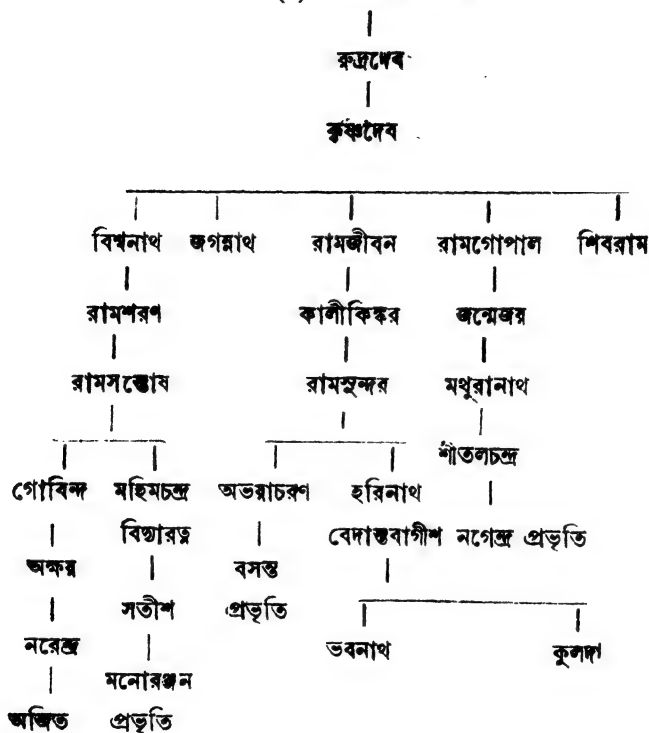 রুদ্রদেব
কৃষ্ণদেব
বিশ্বনাথ জগন্নাথ রামজীবন রামগোপাল শিবরাম
রামশরণ কালীকিঙ্কর জন্মেজয়
রামসন্তোষ রামসুন্দর মথুরানাথ
শীতলচন্দ্র
গোবিন্দ মহিমচন্দ্র অভয়াচরণ হরিনাথ
বিদ্যারত্ন বেদান্তবাগীশ নগেন্দ্র প্রভৃতি
অক্ষয় বসন্ত
সতীশ প্রভৃতি
নরেন্দ্র ভবনাথ কুলদা
মনোরঞ্জন
অজিত প্রভৃতি